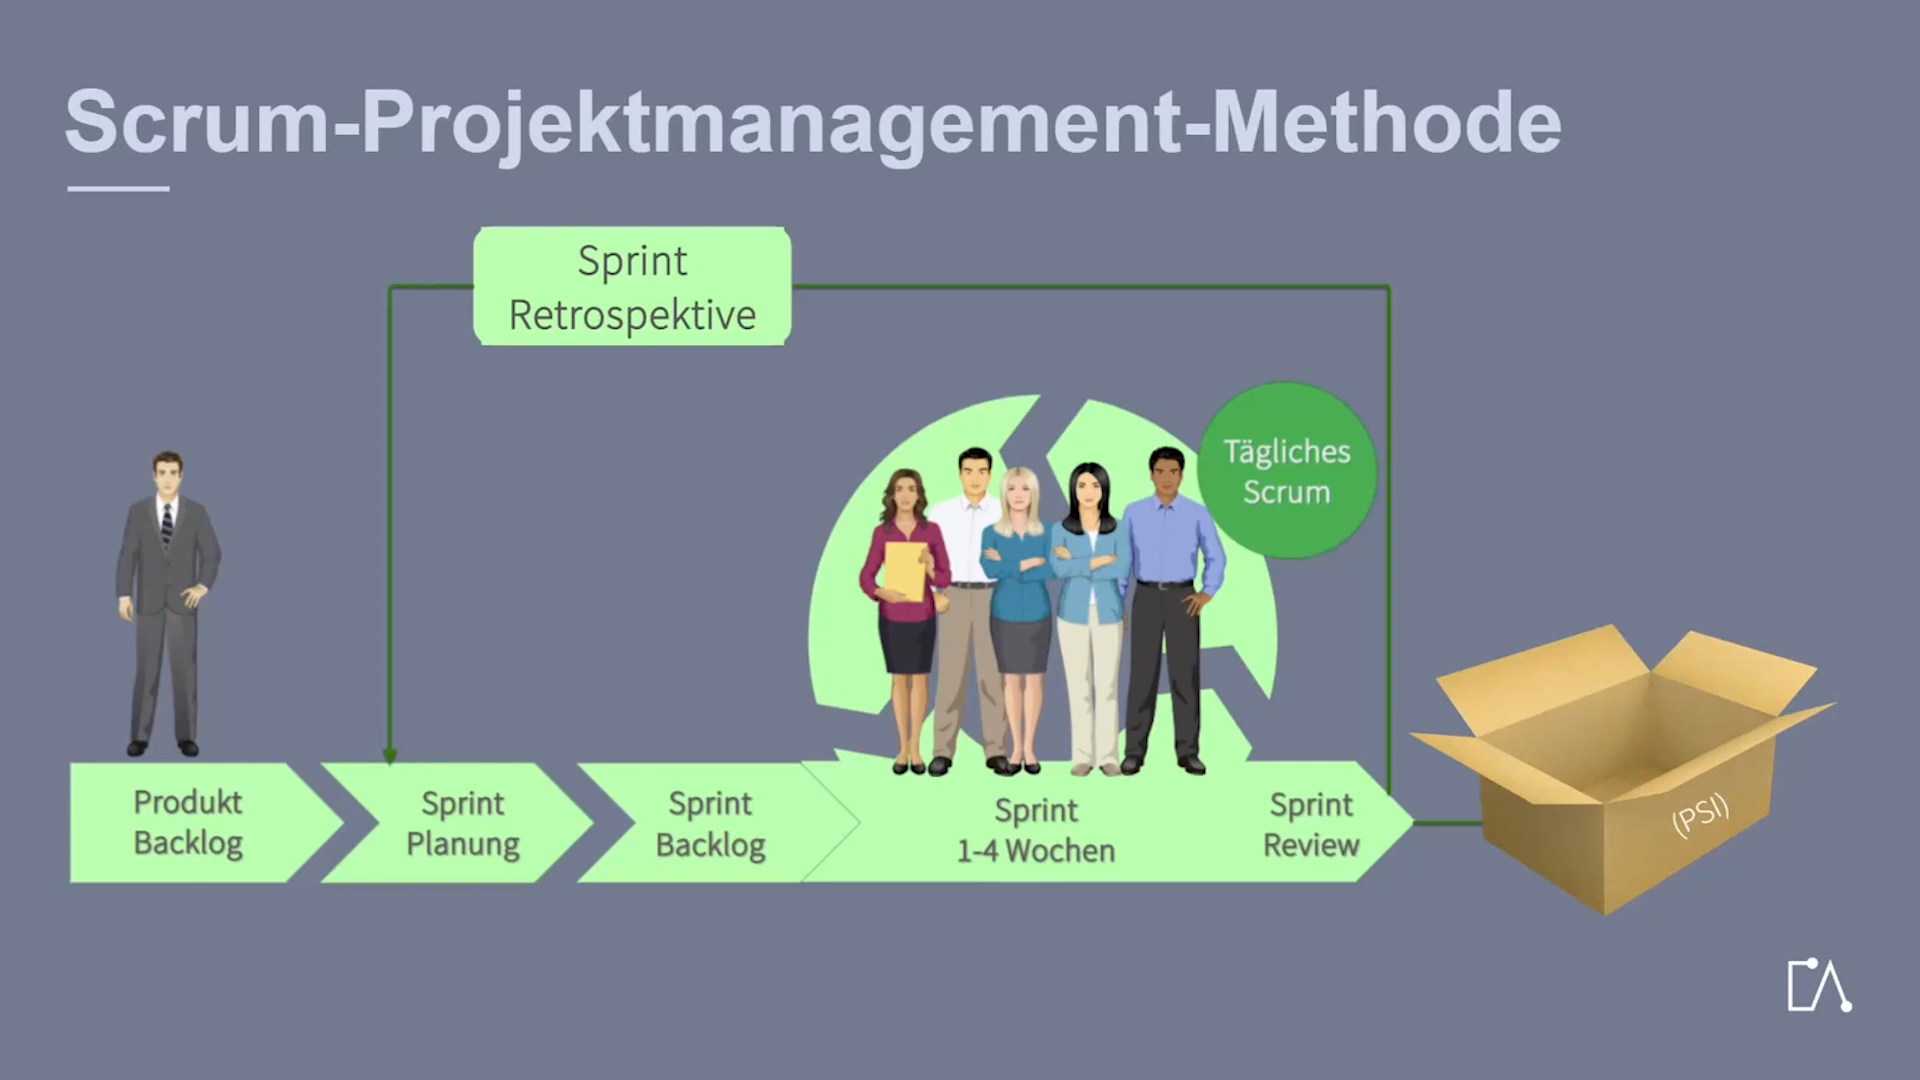 Scrum-Projektmanagement-Methode
Sprint
Retrospektive
Tägliches
Scrum
Produkt
Backlog
Sprint
Planung
Sprint
Backlog
Sprint
1-4 Wochen
Sprint
Review
(PSI)